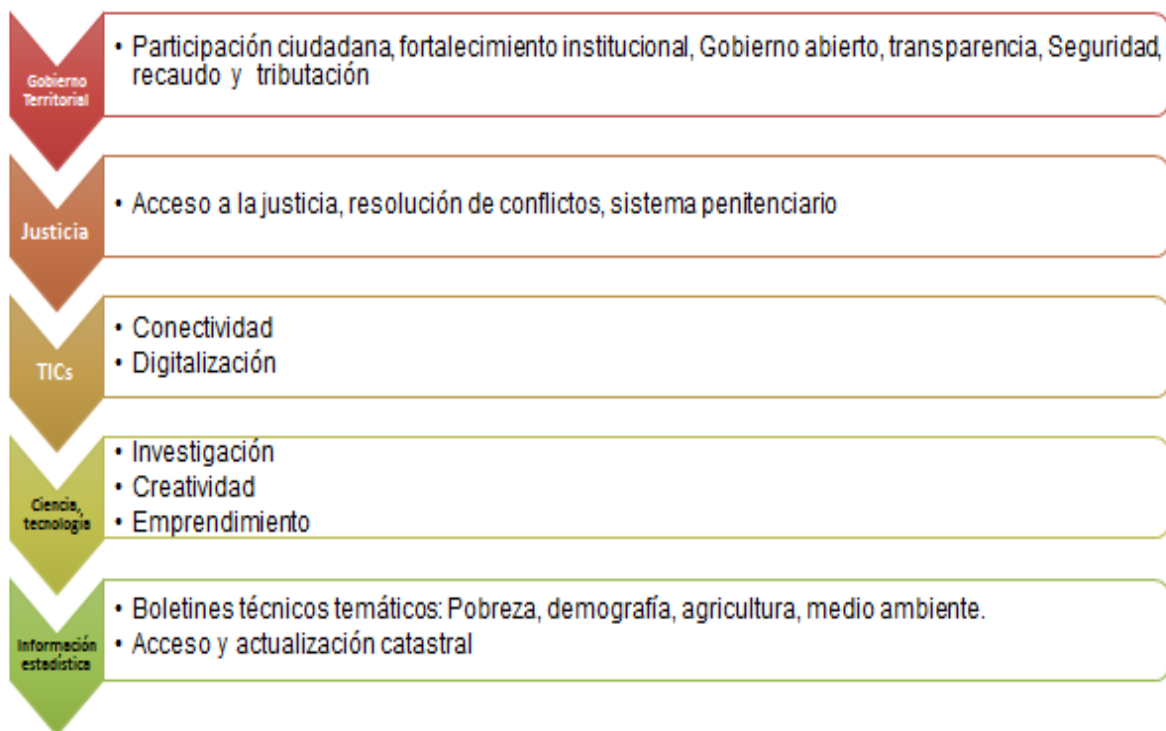 Gobierno
Territorial
• Participación ciudadana, fortalecimiento institucional, Gobierno abierto, transparencia, Seguridad,
recaudo y tributación
Justicia
• Acceso a la justicia, resolución de conflictos, sistema penitenciario
TICs
• Conectividad
• Digitalización
Ciencia,
tecnología
• Investigación
• Creatividad
• Emprendimiento
Información
estadística
• Boletines técnicos temáticos: Pobreza, demografía, agricultura, medio ambiente.
• Acceso y actualización catastral